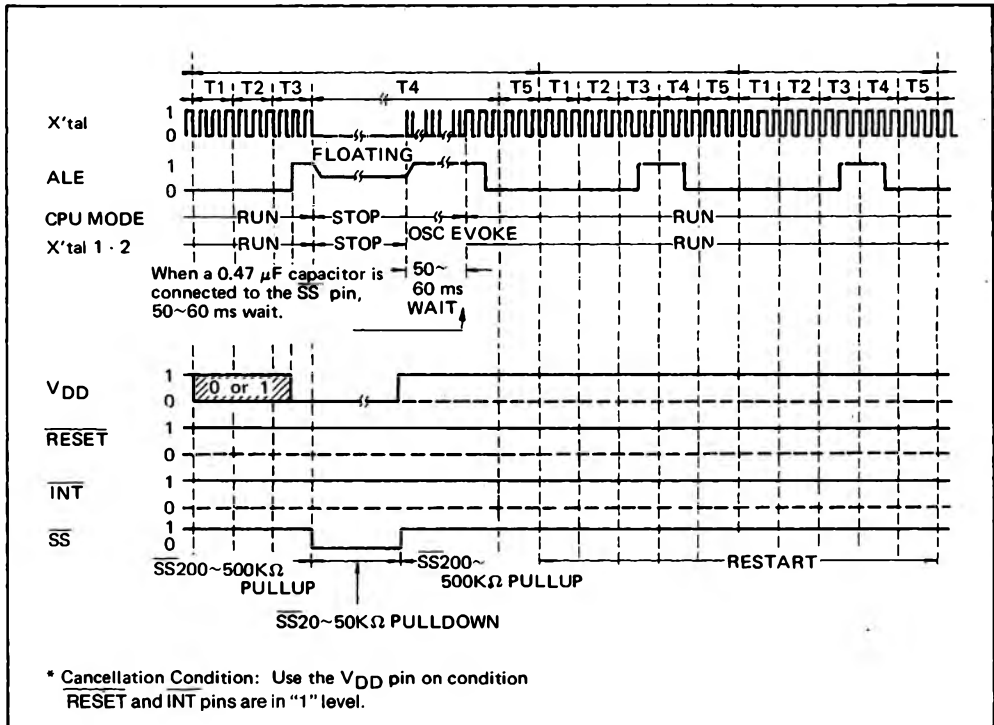 T1 T2 T3 T4 T5 T1 T2 T3 T4 T5 T1 T2 T3 T4 T5
X'tal 1 0
FLOATING
ALE 1 0
CPU MODE RUN STOP OSC EVOKE RUN
X'tal 1 · 2 RUN STOP RUN
When a 0.47 μF capacitor is
connected to the SS pin,
50~60 ms wait.
50~
60 ms
WAIT
VDD 1 0 0 or 1
RESET 1 0
INT 1 0
SS 1 0
SS200~500KΩ
PULLUP
SS200~
500KΩ PULLUP
RESTART
SS20~50KΩ PULLDOWN
* Cancellation Condition: Use the VDD pin on condition
RESET and INT pins are in "1" level.